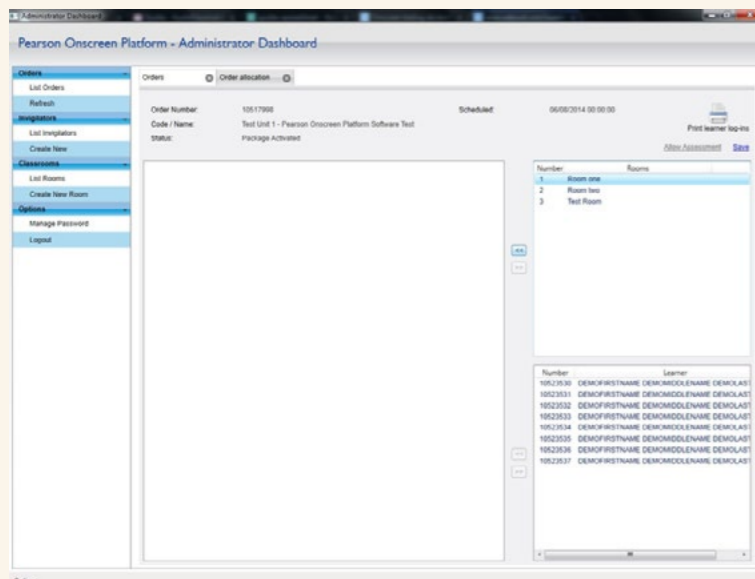 Administrator Dashboard
Pearson Onscreen Platform - Administrator Dashboard
Orders
List Orders
Refresh
Invigilators
List Invigilators
Create New
Classrooms
List Rooms
Create New Room
Options
Manage Password
Logout
Orders
Order allocation
Order Number: 10517998 Scheduled: 06/08/2014 00:00:00
Code / Name: Test Unit 1 - Pearson Onscreen Platform Software Test
Status: Package Activated
Print learner log-ins
Allow Assessment Save
Number Rooms
1 Room one
2 Room two
3 Test Room
<<
>>
Number Learner
10523530 DEMOFIRSTNAME DEMOMIDDLENAME DEMOLAST
10523531 DEMOFIRSTNAME DEMOMIDDLENAME DEMOLAST
10523532 DEMOFIRSTNAME DEMOMIDDLENAME DEMOLAST
10523533 DEMOFIRSTNAME DEMOMIDDLENAME DEMOLAST
10523534 DEMOFIRSTNAME DEMOMIDDLENAME DEMOLAST
10523535 DEMOFIRSTNAME DEMOMIDDLENAME DEMOLAST
10523536 DEMOFIRSTNAME DEMOMIDDLENAME DEMOLAST
10523537 DEMOFIRSTNAME DEMOMIDDLENAME DEMOLAST
<<
>>